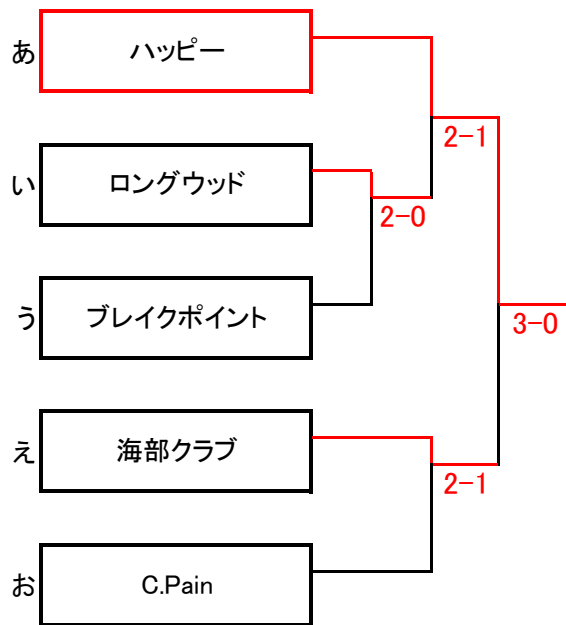 あ ハッピー
2-1
い ロングウッド
2-0
う ブレイクポイント
3-0
え 海部クラブ
2-1
お C.Pain